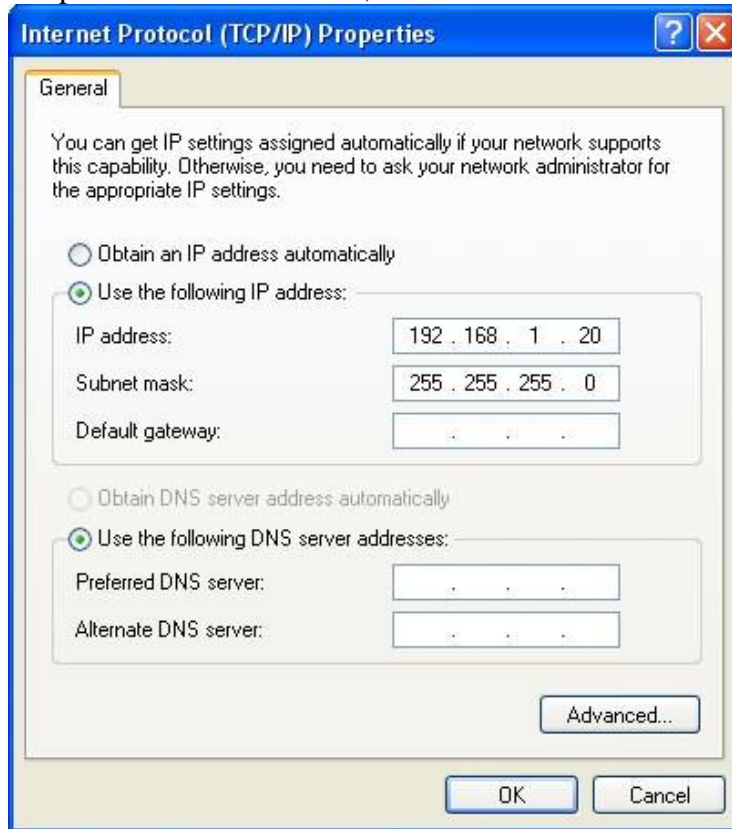 Internet Protocol (TCP/IP) Properties
General
You can get IP settings assigned automatically if your network supports
this capability. Otherwise, you need to ask your network administrator for
the appropriate IP settings.
Obtain an IP address automatically
Use the following IP address:
IP address: 192 . 168 . 1 . 20
Subnet mask: 255 . 255 . 255 . 0
Default gateway: . . .
Obtain DNS server address automatically
Use the following DNS server addresses:
Preferred DNS server: . . .
Alternate DNS server: . . .
Advanced...
OK Cancel